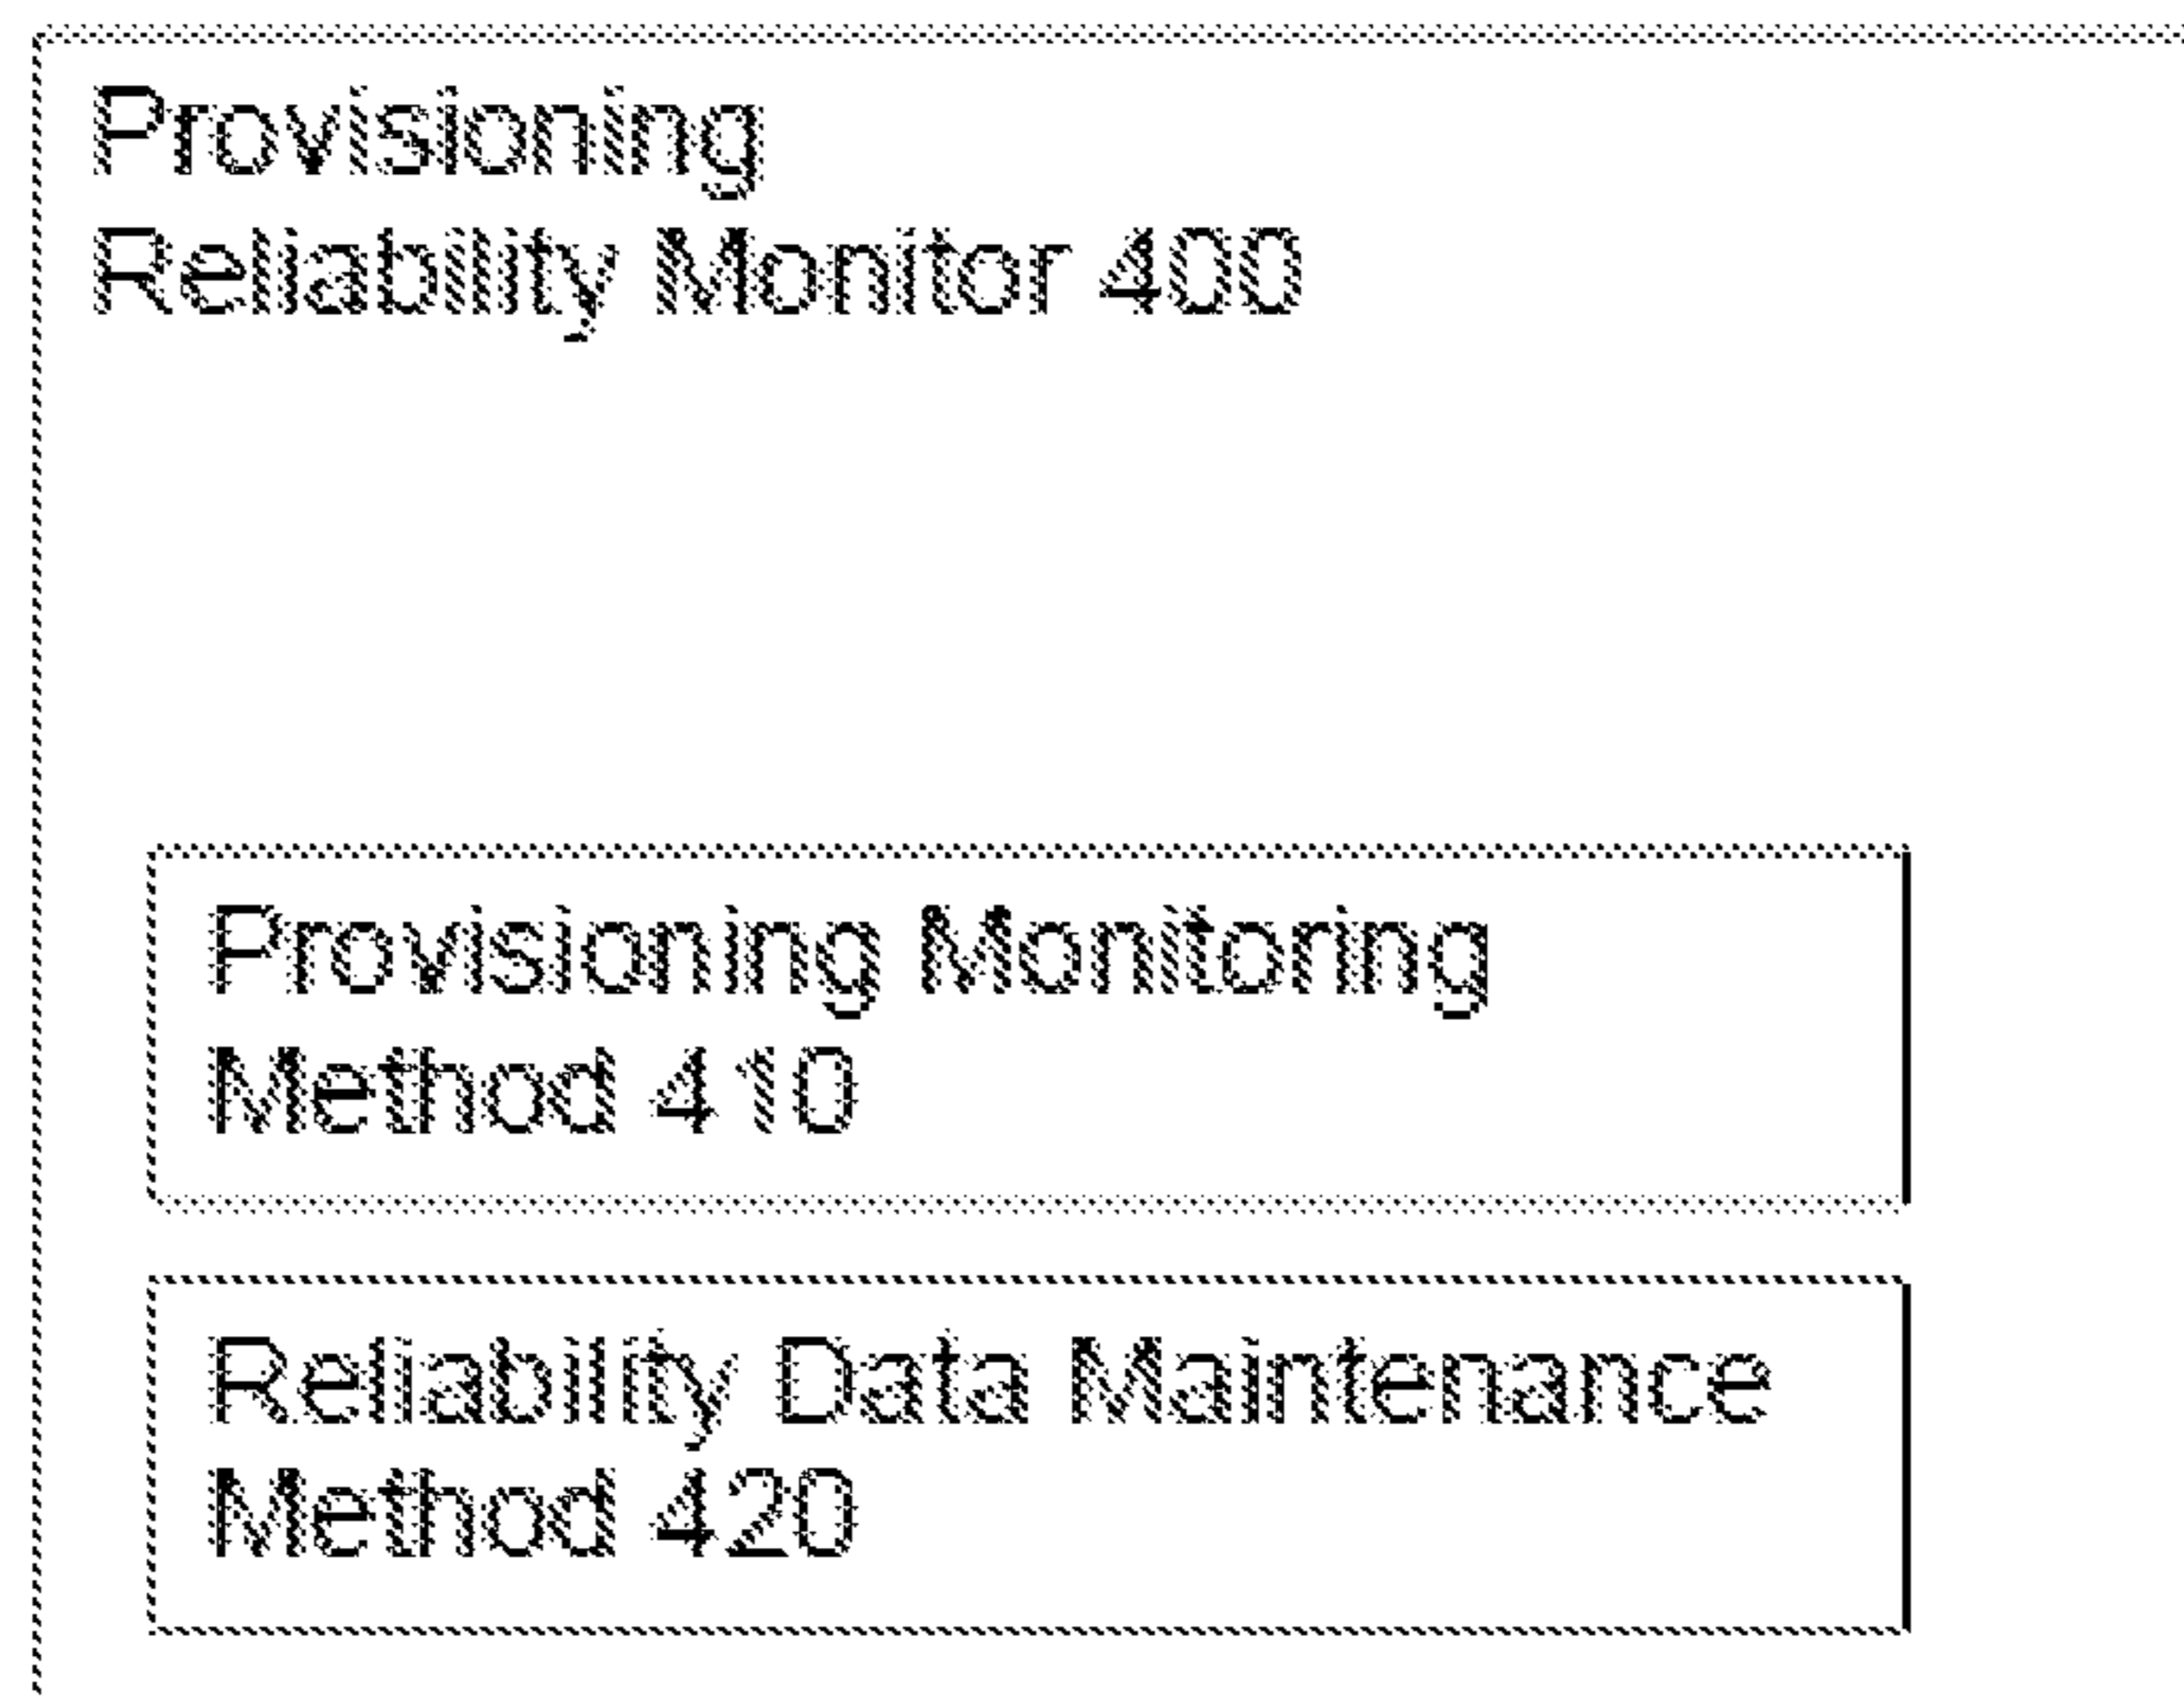 Provisioning
Reliability Monitor 400
Provisioning Monitoring
Method 410
Reliability Data Maintenance
Method 420